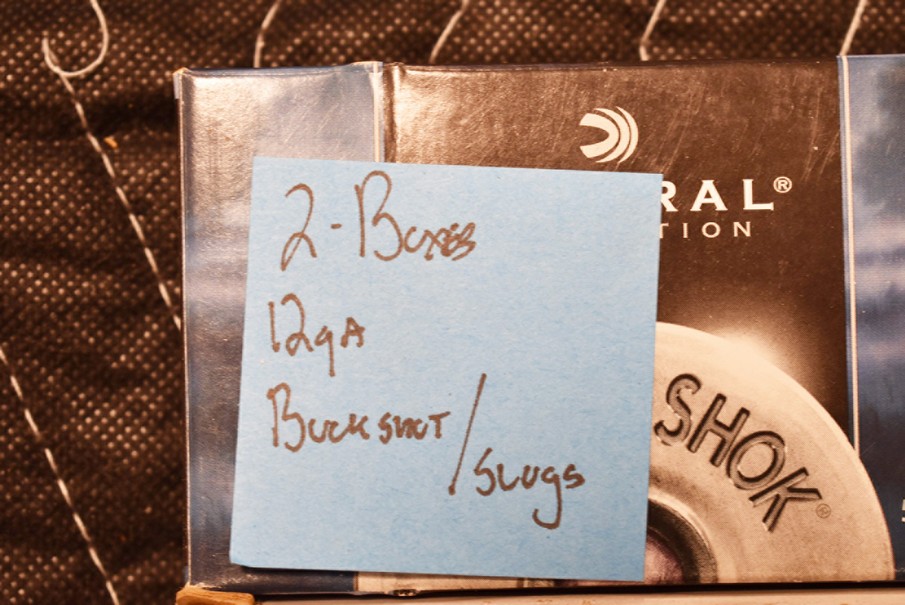 2-Boxes
12gA
Buckshot/
Slugs
RAL®
TION
SHOK®